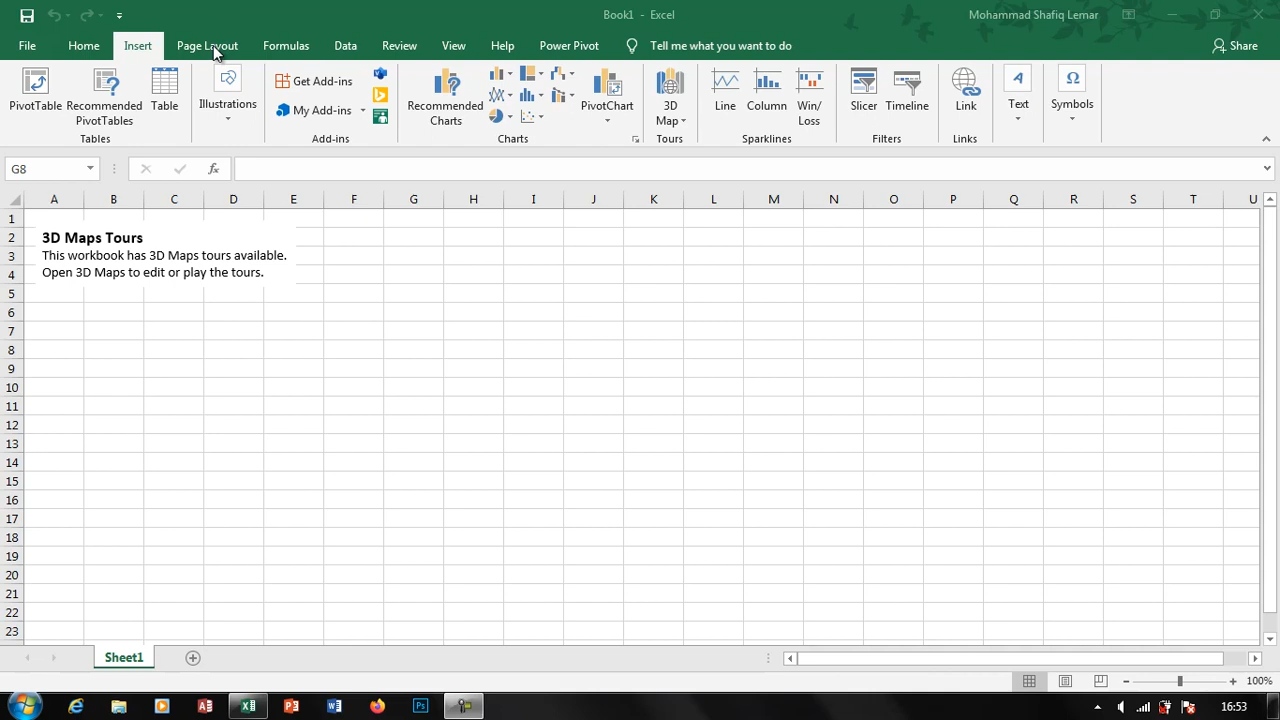 Book1 - Excel
Mohammad Shafiq Lemar
File Home Insert Page Layout Formulas Data Review View Help Power Pivot Tell me what you want to do Share
PivotTable
Recommended
PivotTables
Table
Tables
Illustrations
Get Add-ins
My Add-ins
Add-ins
Recommended
Charts
PivotChart
Charts
3D
Map
Tours
Line
Column
Win/
Loss
Sparklines
Slicer
Timeline
Filters
Link
Links
Text
Symbols
G8
fx
A B C D E F G H I J K L M N O P Q R S T U
1
2
3
4
5
6
7
8
9
10
11
12
13
14
15
16
17
18
19
20
21
22
23
3D Maps Tours
This workbook has 3D Maps tours available.
Open 3D Maps to edit or play the tours.
Sheet1
100%
16:53